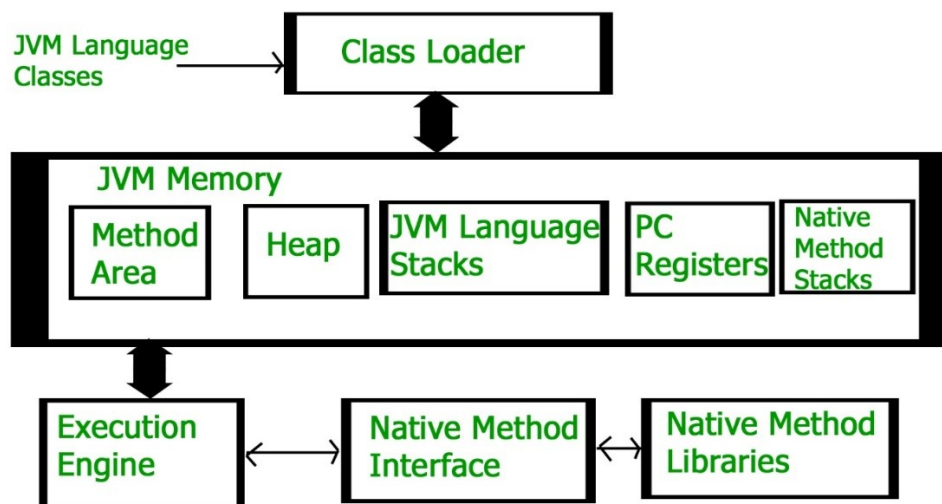 JVM Language
Classes
Class Loader
JVM Memory
Method
Area
Heap
JVM Language
Stacks
PC
Registers
Native
Method
Stacks
Execution
Engine
Native Method
Interface
Native Method
Libraries